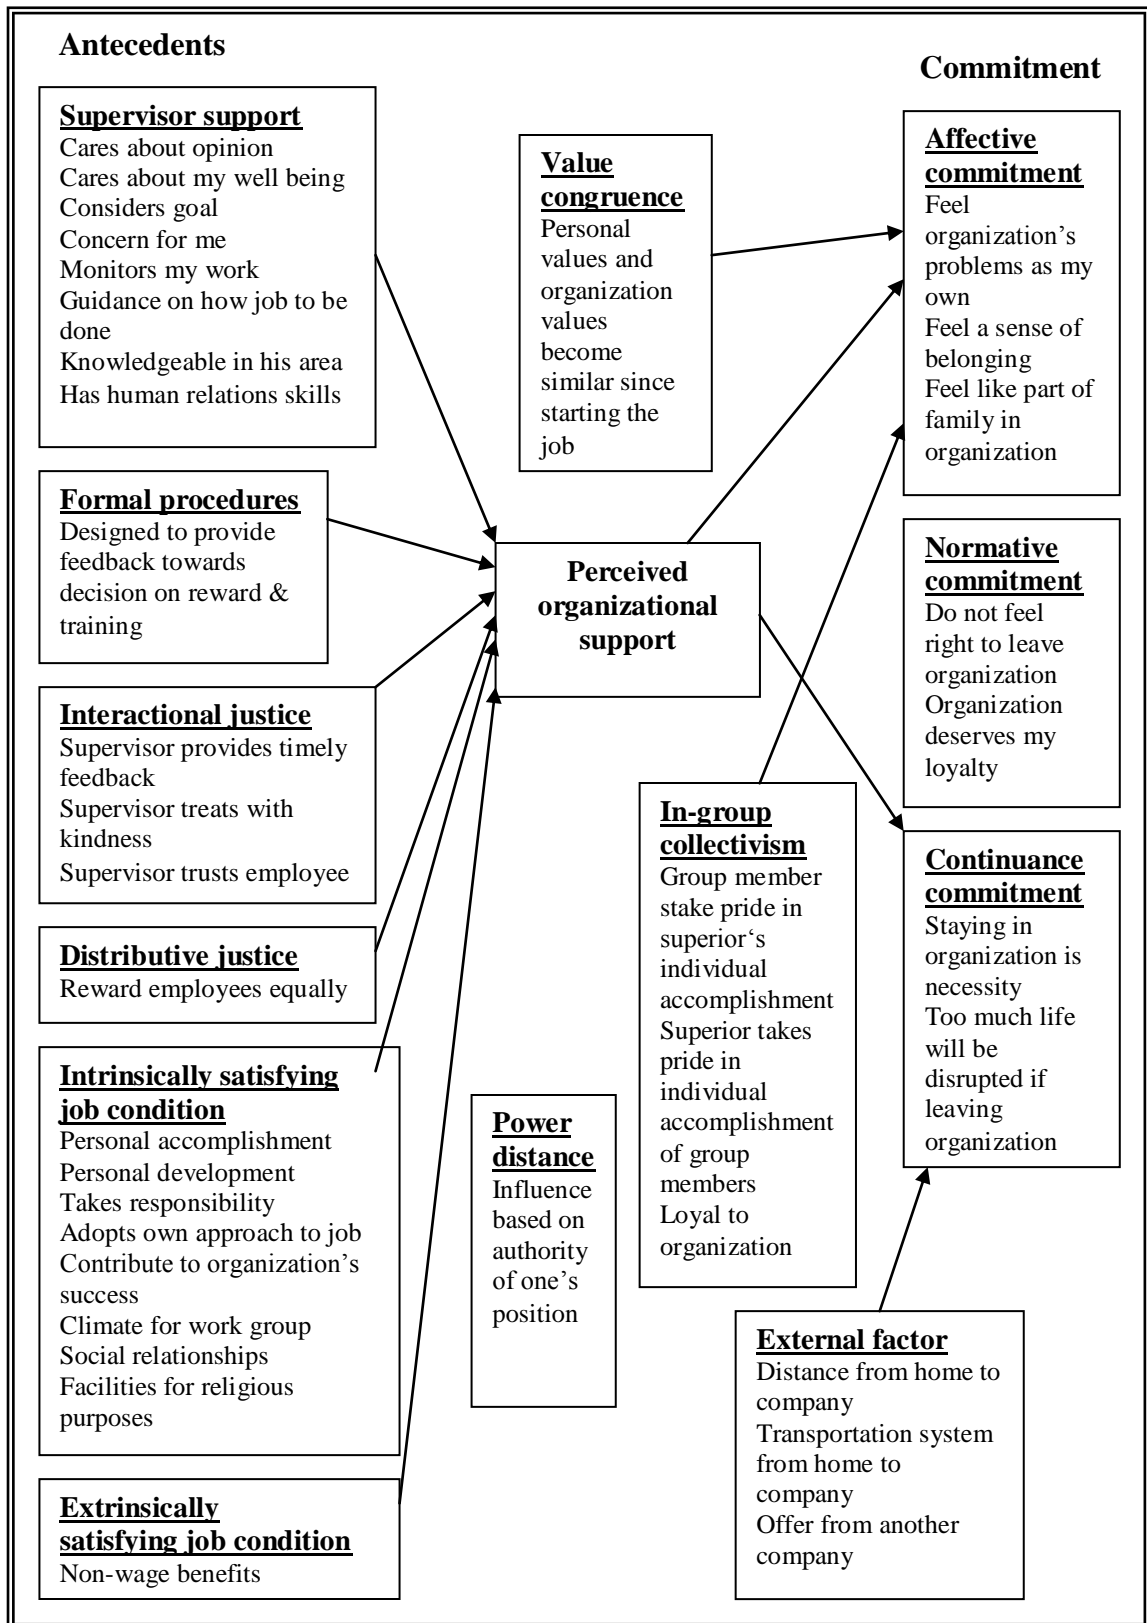 Antecedents
Supervisor support
Cares about opinion
Cares about my well being
Considers goal
Concern for me
Monitors my work
Guidance on how job to be
done
Knowledgeable in his area
Has human relations skills
Formal procedures
Designed to provide
feedback towards
decision on reward &
training
Interactional justice
Supervisor provides timely
feedback
Supervisor treats with
kindness
Supervisor trusts employee
Distributive justice
Reward employees equally
Intrinsically satisfying
job condition
Personal accomplishment
Personal development
Takes responsibility
Adopts own approach to job
Contribute to organization’s
success
Climate for work group
Social relationships
Facilities for religious
purposes
Extrinsically
satisfying job condition
Non-wage benefits
Value
congruence
Personal
values and
organization
values
become
similar since
starting the
job
Perceived
organizational
support
Power
distance
Influence
based on
authority
of one’s
position
In-group
collectivism
Group member
stake pride in
superior‘s
individual
accomplishment
Superior takes
pride in
individual
accomplishment
of group
members
Loyal to
organization
Commitment
Affective
commitment
Feel
organization’s
problems as my
own
Feel a sense of
belonging
Feel like part of
family in
organization
Normative
commitment
Do not feel
right to leave
organization
Organization
deserves my
loyalty
Continuance
commitment
Staying in
organization is
necessity
Too much life
will be
disrupted if
leaving
organization
External factor
Distance from home to
company
Transportation system
from home to
company
Offer from another
company